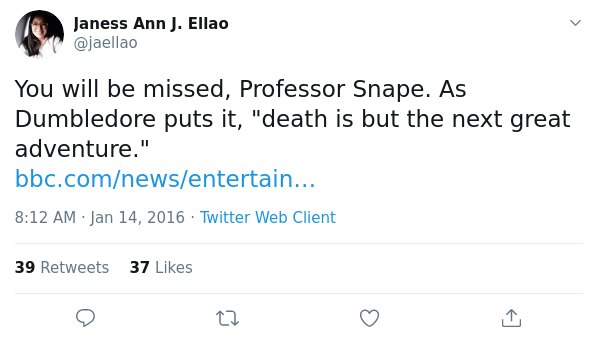 Janess Ann J. Ellao
@jaellao
You will be missed, Professor Snape. As
Dumbledore puts it, "death is but the next great
adventure."
bbc.com/news/entertain…
8:12 AM · Jan 14, 2016 · Twitter Web Client
39 Retweets 37 Likes